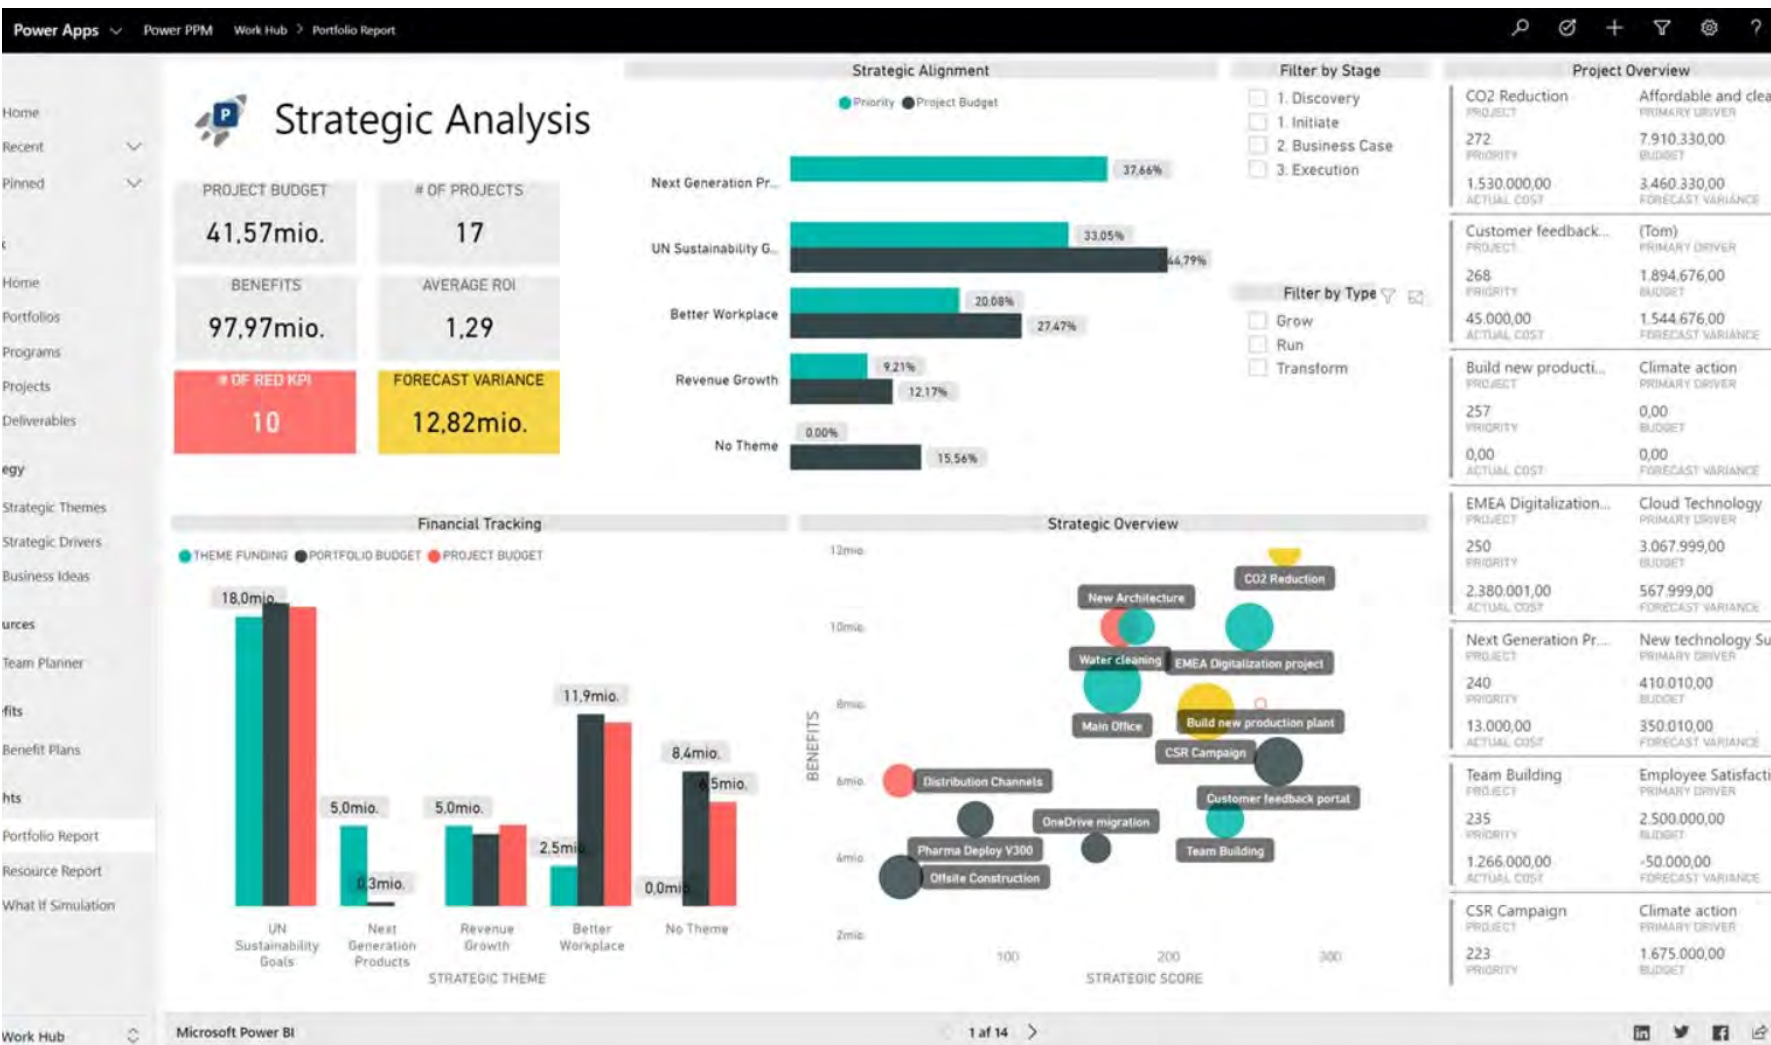 Power Apps
Power PPM
Work Hub > Portfolio Report
?
Home
Recent
Pinned
Home
Portfolios
Programs
Projects
Deliverables
egy
Strategic Themes
Strategic Drivers
Business Ideas
urces
Team Planner
fits
Benefit Plans
hts
Portfolio Report
Resource Report
What If Simulation
Work Hub
P
Strategic Analysis
PROJECT BUDGET
41,57mio.
# OF PROJECTS
17
BENEFITS
97,97mio.
AVERAGE ROI
1,29
# OF RED KPI
10
FORECAST VARIANCE
12,82mio.
Strategic Alignment
Priority Project Budget
Next Generation Pr...
37,66%
UN Sustainability G...
33,05%
44,79%
Better Workplace
20,08%
27,47%
Revenue Growth
9,21%
12,17%
No Theme
0,00%
15,56%
Filter by Stage
1. Discovery
1. Initiate
2. Business Case
3. Execution
Filter by Type
Grow
Run
Transform
Financial Tracking
THEME FUNDING PORTFOLIO BUDGET PROJECT BUDGET
18,0mio.
5,0mio.
0,3mio.
5,0mio.
2,5mio.
11,9mio.
0,0mio.
8,4mio.
6,5mio.
UN
Sustainability
Goals
Next
Generation
Products
Revenue
Growth
Better
Workplace
No Theme
STRATEGIC THEME
Strategic Overview
12mio.
10mio.
8mio.
6mio.
4mio.
2mio.
BENEFITS
CO2 Reduction
New Architecture
Water cleaning
EMEA Digitalization project
Main Office
Build new production plant
CSR Campaign
Distribution Channels
Customer feedback portal
OneDrive migration
Pharma Deploy V300
Team Building
Offsite Construction
100
200
300
STRATEGIC SCORE
Project Overview
CO2 Reduction
PROJECT
Affordable and clea
PRIMARY DRIVER
272
PRIORITY
7.910.330,00
BUDGET
1.530.000,00
ACTUAL COST
3.460.330,00
FORECAST VARIANCE
Customer feedback...
PROJECT
(Tom)
PRIMARY DRIVER
268
PRIORITY
1.894.676,00
BUDGET
45.000,00
ACTUAL COST
1.544.676,00
FORECAST VARIANCE
Build new producti...
PROJECT
Climate action
PRIMARY DRIVER
257
PRIORITY
0,00
BUDGET
0,00
ACTUAL COST
0,00
FORECAST VARIANCE
EMEA Digitalization...
PROJECT
Cloud Technology
PRIMARY DRIVER
250
PRIORITY
3.067.999,00
BUDGET
2.380.001,00
ACTUAL COST
567.999,00
FORECAST VARIANCE
Next Generation Pr...
PROJECT
New technology Su
PRIMARY DRIVER
240
PRIORITY
410.010,00
BUDGET
13.000,00
ACTUAL COST
350.010,00
FORECAST VARIANCE
Team Building
PROJECT
Employee Satisfacti
PRIMARY DRIVER
235
PRIORITY
2.500.000,00
BUDGET
1.266.000,00
ACTUAL COST
-50.000,00
FORECAST VARIANCE
CSR Campaign
PROJECT
Climate action
PRIMARY DRIVER
223
PRIORITY
1.675.000,00
BUDGET
Microsoft Power BI
1 af 14
in